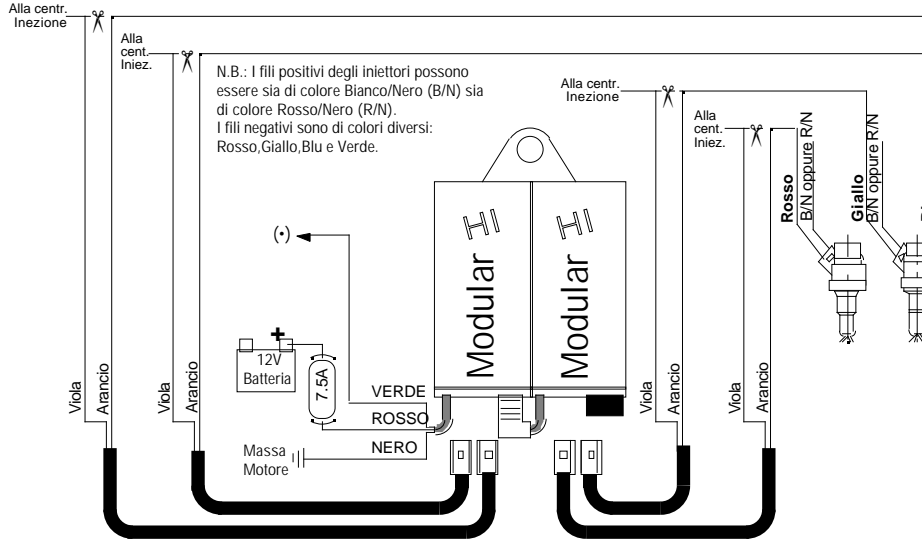 Alla centr.
Inezione
Alla
cent.
Iniez.
N.B.: I fili positivi degli iniettori possono
essere sia di colore Bianco/Nero (B/N) sia
di colore Rosso/Nero (R/N).
I fili negativi sono di colori diversi:
Rosso,Giallo,Blu e Verde.
Alla centr.
Inezione
Alla
cent.
Iniez.
Rosso
B/N oppure R/N
Giallo
B/N oppure R/N
(•)
Modular HI
Modular HI
+
12V
Batteria
7.5A
VERDE
ROSSO
NERO
Massa
Motore
Viola
Arancio
Viola
Arancio
Viola
Arancio
Viola
Arancio